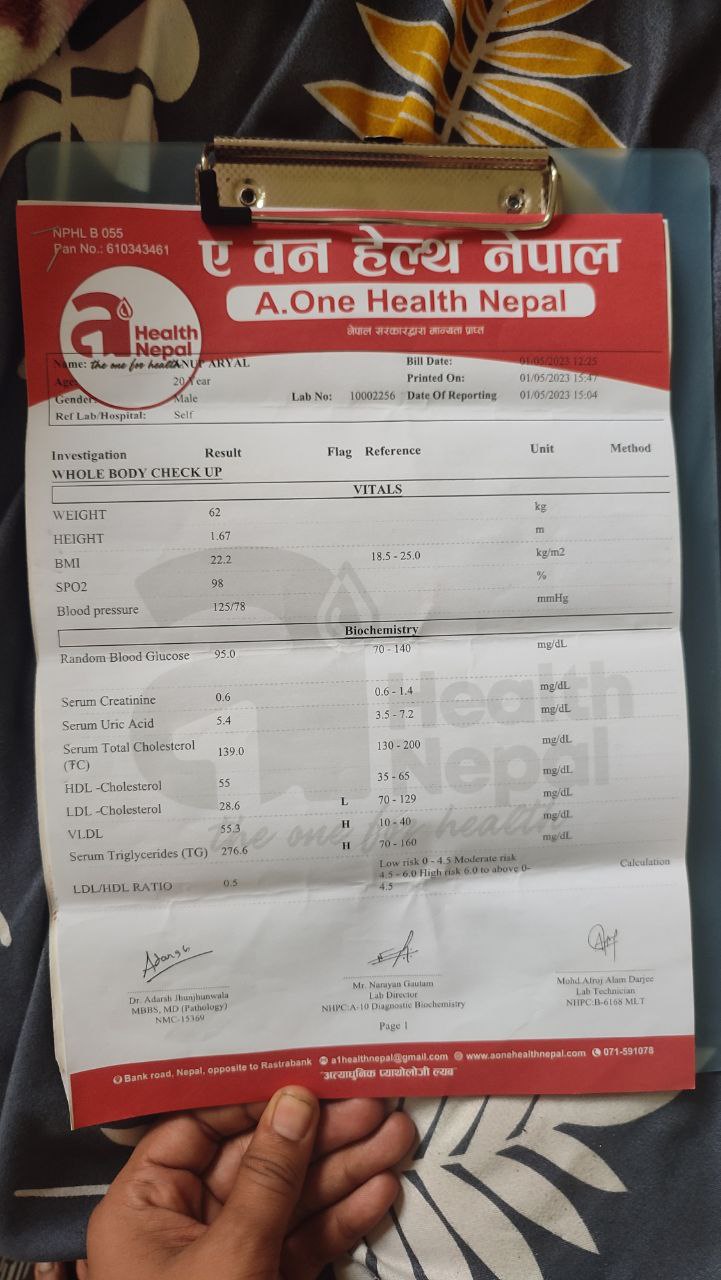 NPHL B 055
Pan No.: 610343461
ए वन हेल्थ नेपाल
A.One Health Nepal
नेपाल सरकारद्वारा मान्यता प्राप्त
a1 Health Nepal
the one for health
Name: ANUP ARYAL Bill Date: 01/05/2023 12:25
Age: 20 Year Printed On: 01/05/2023 15:47
Gender: Male Lab No: 10002256 Date Of Reporting 01/05/2023 15:04
Ref Lab/Hospital: Self
Investigation Result Flag Reference Unit Method
WHOLE BODY CHECK UP
VITALS
WEIGHT 62 kg
HEIGHT 1.67 m
BMI 22.2 18.5 - 25.0 kg/m2
SPO2 98 %
Blood pressure 125/78 mmHg
Biochemistry
Random Blood Glucose 95.0 70 - 140 mg/dL
Serum Creatinine 0.6 0.6 - 1.4 mg/dL
Serum Uric Acid 5.4 3.5 - 7.2 mg/dL
Serum Total Cholesterol 139.0 130 - 200 mg/dL
(TC)
HDL -Cholesterol 55 35 - 65 mg/dL
LDL -Cholesterol 28.6 L 70 - 129 mg/dL
VLDL 55.3 H 10 - 40 mg/dL
Serum Triglycerides (TG) 276.6 H 70 - 160 mg/dL
LDL/HDL RATIO 0.5 Low risk 0 - 4.5 Moderate risk Calculation
4.5 - 6.0 High risk 6.0 to above 0-
4.5
Health
Nepal
the one for health
Adarsh
Dr. Adarsh Jhunjhunwala Mr. Narayan Gautam Mohd.Afroj Alam Darjee
MBBS, MD (Pathology) Lab Director Lab Technician
NMC-15369 NHPC:A-10 Diagnostic Biochemistry NHPC:B-6168 MLT
Page 1
Bank road, Nepal, opposite to Rastrabank a1healthnepal@gmail.com www.aonehealthnepal.com 071-591078
"अत्याधुनिक प्याथोलोजी ल्याब"